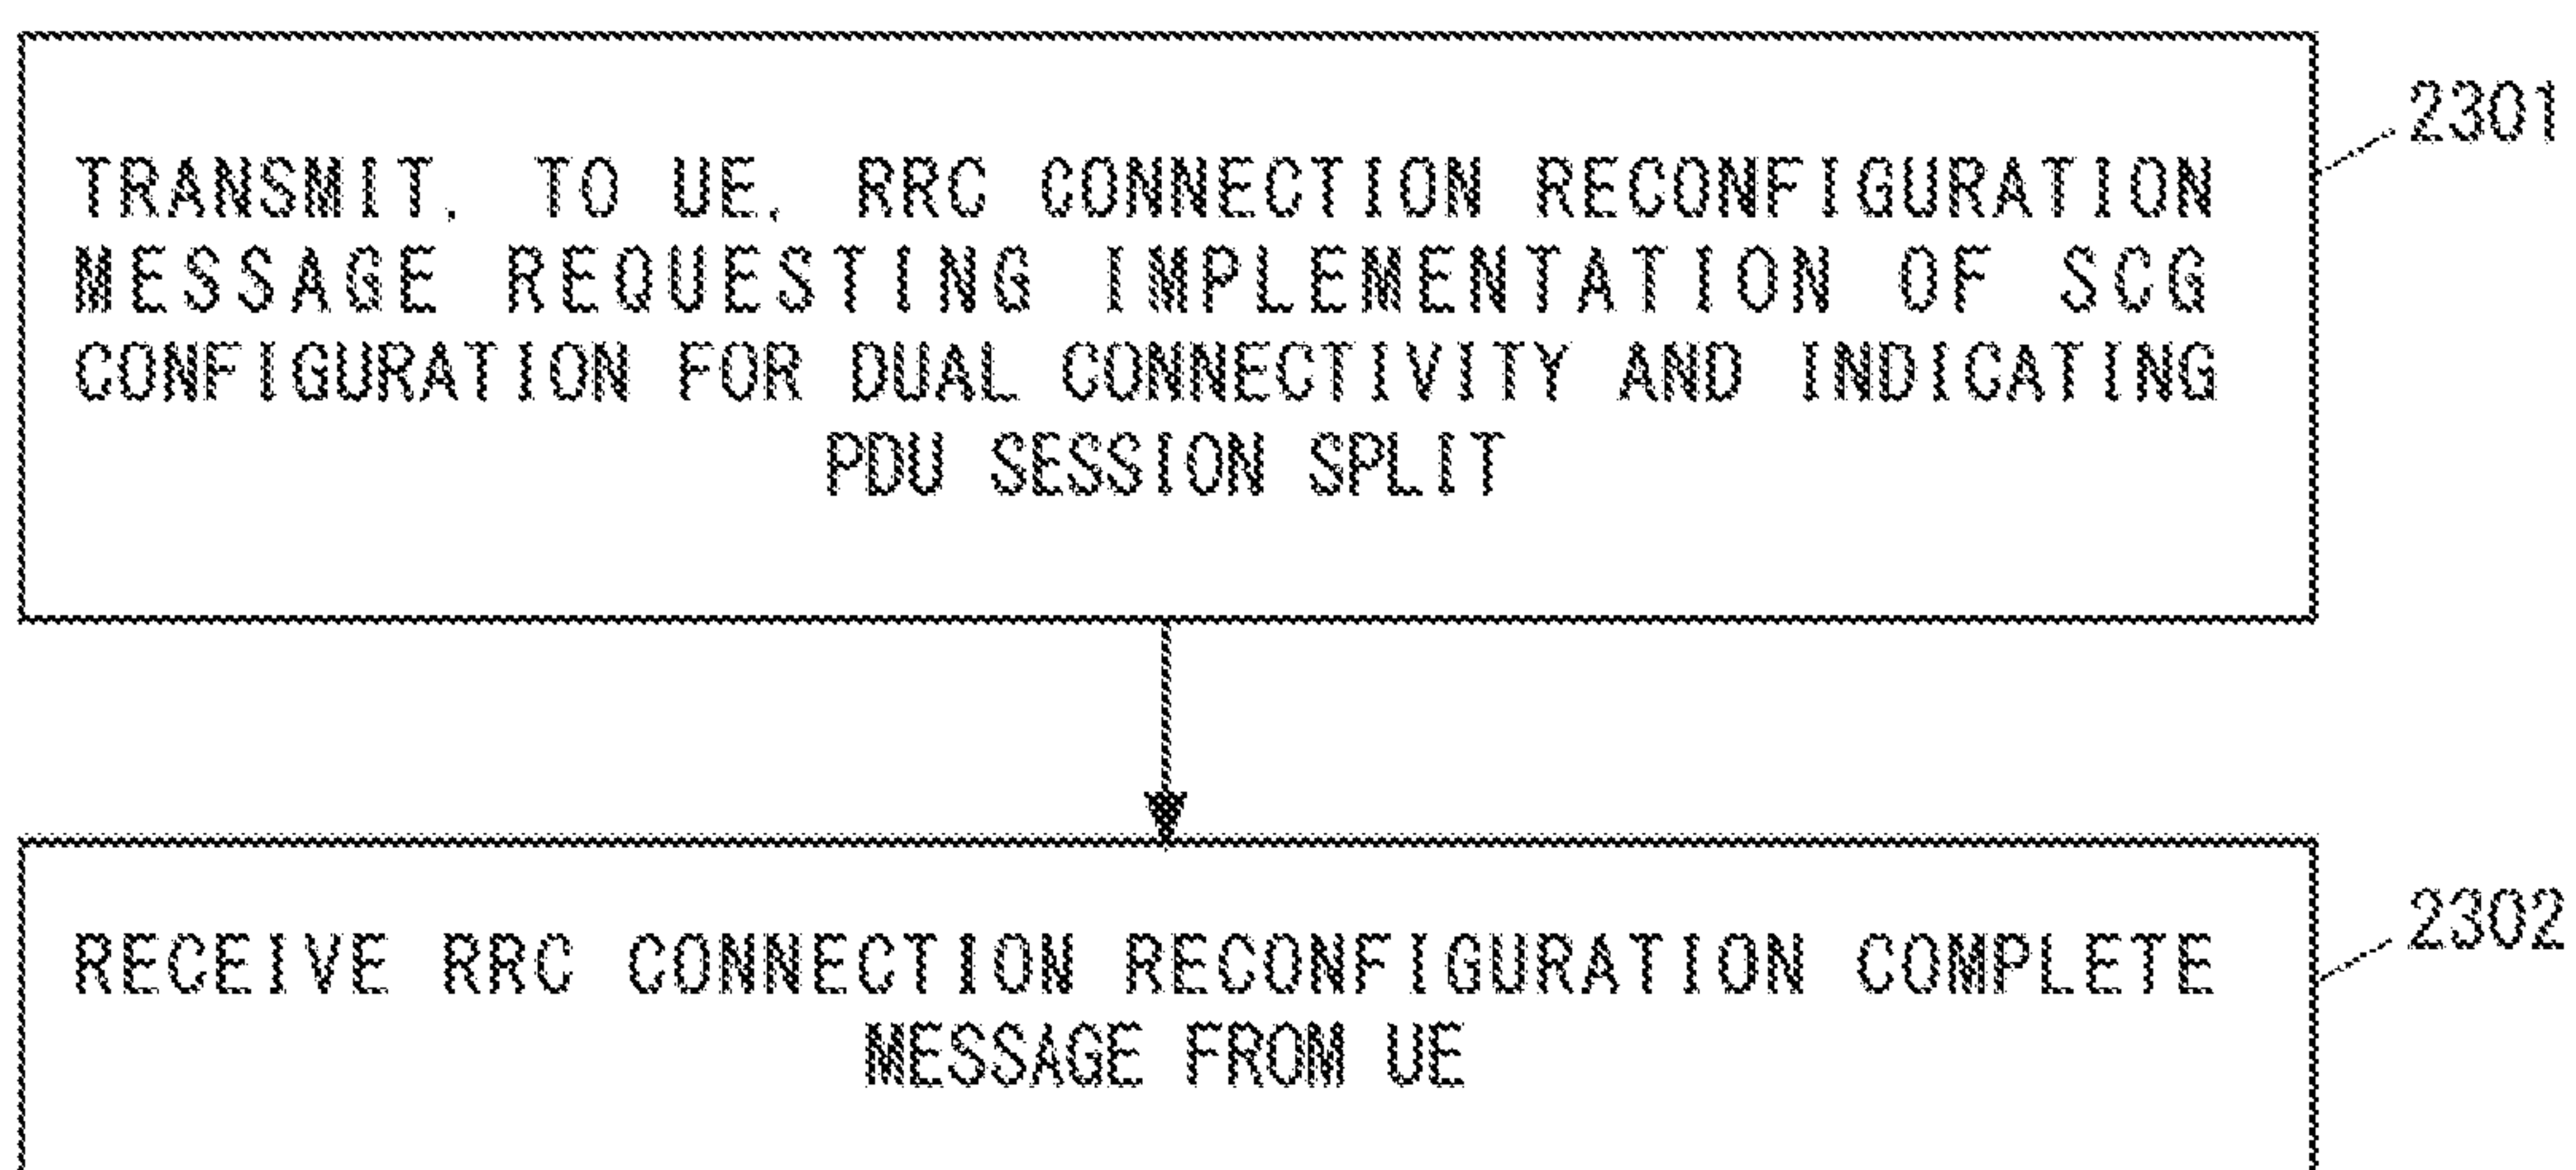 2301
TRANSMIT, TO UE, RRC CONNECTION RECONFIGURATION
MESSAGE REQUESTING IMPLEMENTATION OF SCG
CONFIGURATION FOR DUAL CONNECTIVITY AND INDICATING
PDU SESSION SPLIT
2302
RECEIVE RRC CONNECTION RECONFIGURATION COMPLETE
MESSAGE FROM UE